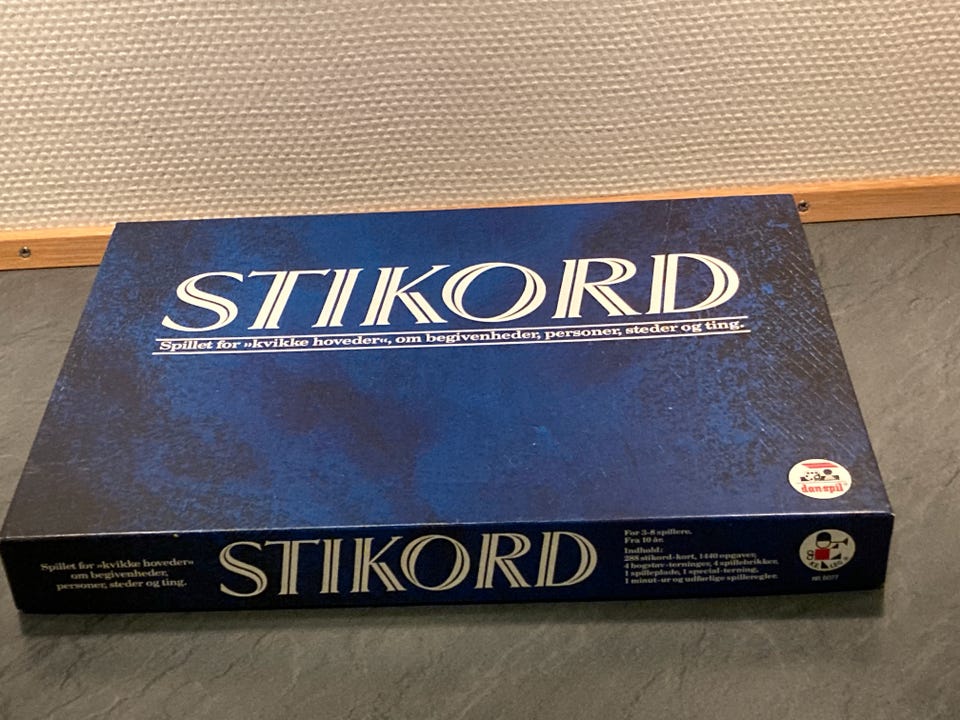 STIKORD
Spillet for »kvikke hoveder«, om begivenheder, personer, steder og ting.
dan-spil
Spillet for »kvikke hoveder«
om begivenheder,
personer, steder og ting.
STIKORD
For 3-8 spillere.
Fra 10 år.
Indhold:
288 stikord-kort, 1440 opgaver,
4 bogstav-terninger, 4 spillebrikker,
1 spilleplade, 1 special-terning,
1 minut-ur og udførlige spilleregler.
nr. 5077